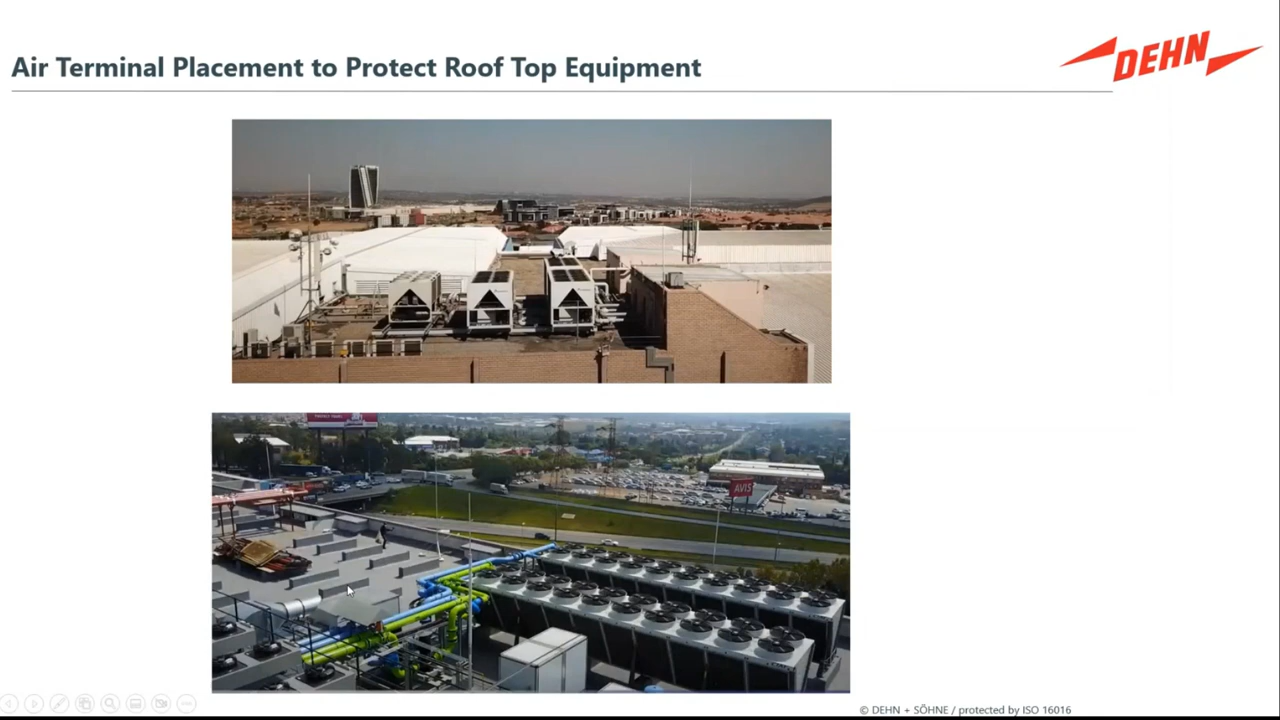 Air Terminal Placement to Protect Roof Top Equipment
DEHN
AVIS
© DEHN + SÖHNE / protected by ISO 16016